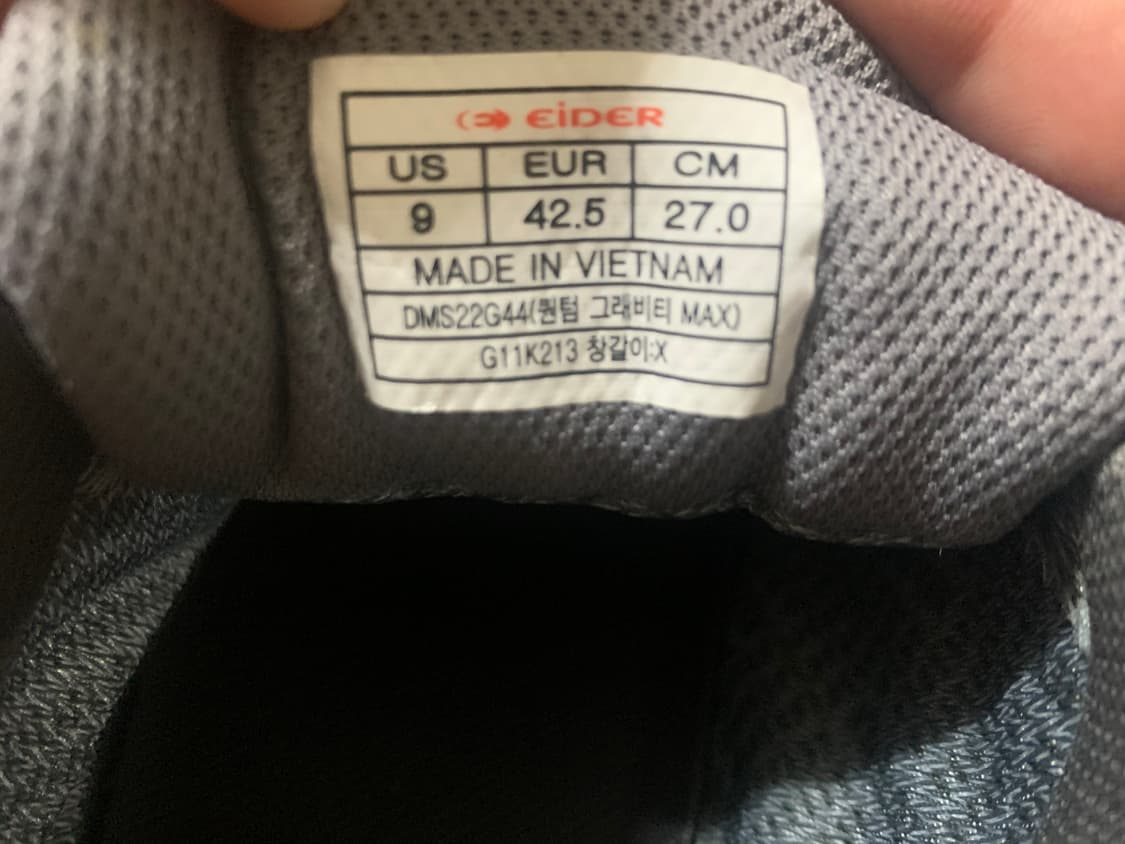 EiDER
US EUR CM
9 42.5 27.0
MADE IN VIETNAM
DMS22G44(퀀텀 그래비티 MAX)
G11K213 창갈이:X